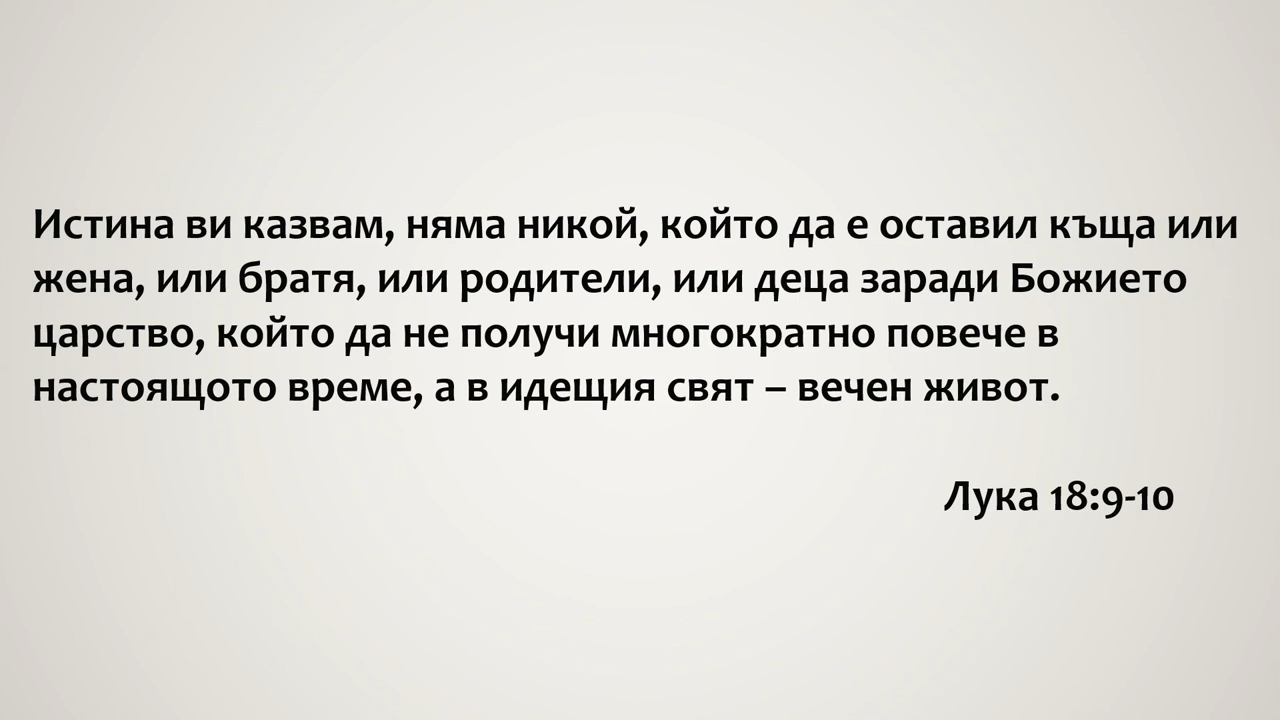 Истина ви казвам, няма никой, който да е оставил къща или
жена, или братя, или родители, или деца заради Божието
царство, който да не получи многократно повече в
настоящото време, а в идещия свят – вечен живот.
Лука 18:9-10